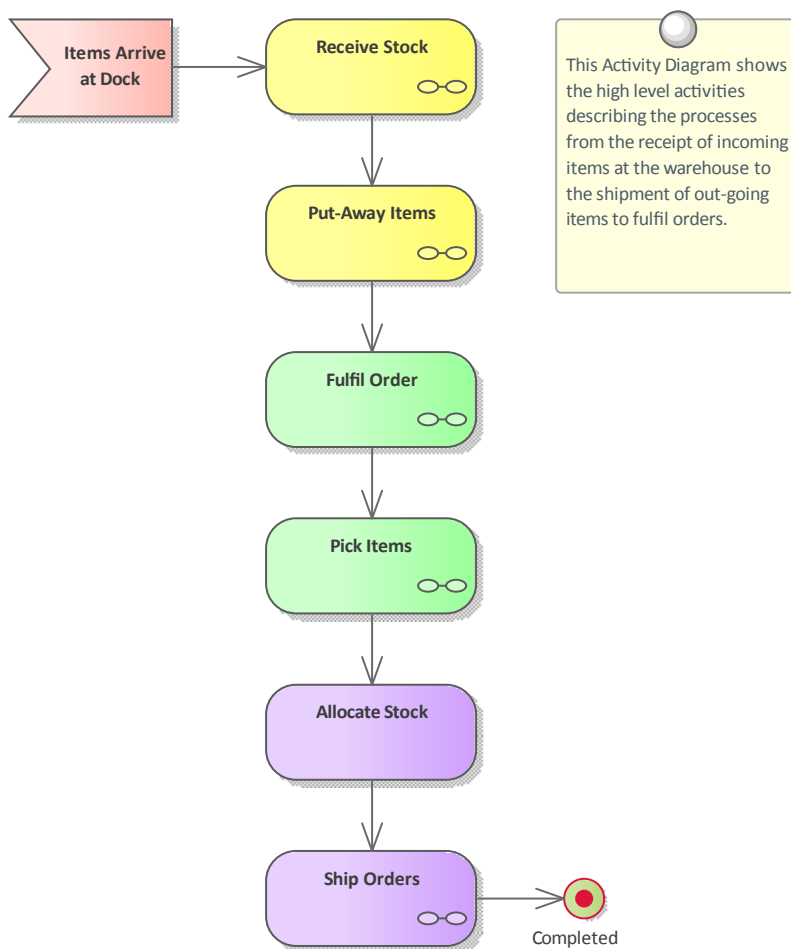 Items Arrive
at Dock
Receive Stock
This Activity Diagram shows
the high level activities
describing the processes
from the receipt of incoming
items at the warehouse to
the shipment of out-going
items to fulfil orders.
Put-Away Items
Fulfil Order
Pick Items
Allocate Stock
Ship Orders
Completed